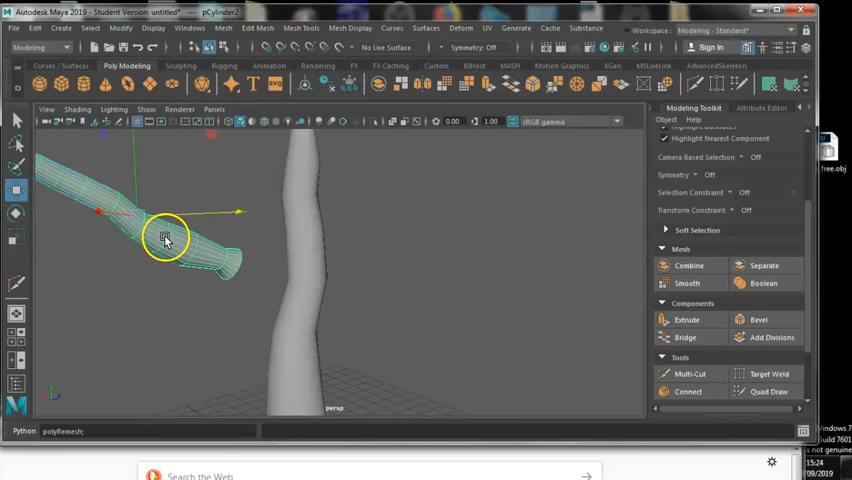 Autodesk Maya 2019 - Student Version: untitled*   -   pCylinder2
File Edit Create Select Modify Display Windows Mesh Edit Mesh Mesh Tools Mesh Display Curves Surfaces Deform UV Generate Cache Substance
Workspace : Modeling - Standard*
Modeling
No Live Surface
Symmetry: Off
Sign In
Curves / Surfaces Poly Modeling Sculpting Rigging Animation Rendering FX FX Caching Custom Bifrost MASH Motion Graphics XGen MSLiveLink AdvancedSkeleton
View Shading Lighting Show Renderer Panels
0.00
1.00
sRGB gamma
Modeling Toolkit
Attribute Editor
Object Help
Highlight Nearest Component
Camera Based Selection Off
Symmetry: Off
Selection Constraint Off
Transform Constraint Off
Soft Selection
Mesh
Combine
Separate
Smooth
Boolean
Components
Extrude
Bevel
Bridge
Add Divisions
Tools
Multi-Cut
Target Weld
Connect
Quad Draw
persp
Python
polyRemesh;
free.obj
Windows 7
Build 7601
is not genuine
15:24
/09/2019
Search the Web